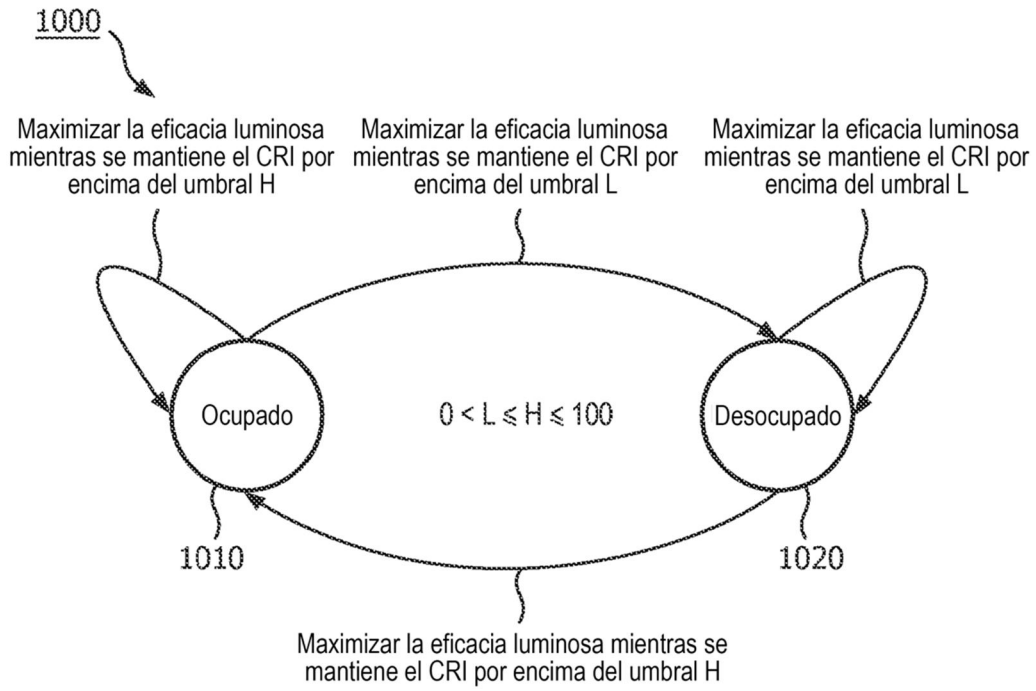 1000
Maximizar la eficacia luminosa
mientras se mantiene el CRI por
encima del umbral H
Maximizar la eficacia luminosa
mientras se mantiene el CRI por
encima del umbral L
Maximizar la eficacia luminosa
mientras se mantiene el CRI por
encima del umbral L
Ocupado
0 < L ⩽ H ⩽ 100
Desocupado
1010
1020
Maximizar la eficacia luminosa mientras se
mantiene el CRI por encima del umbral H